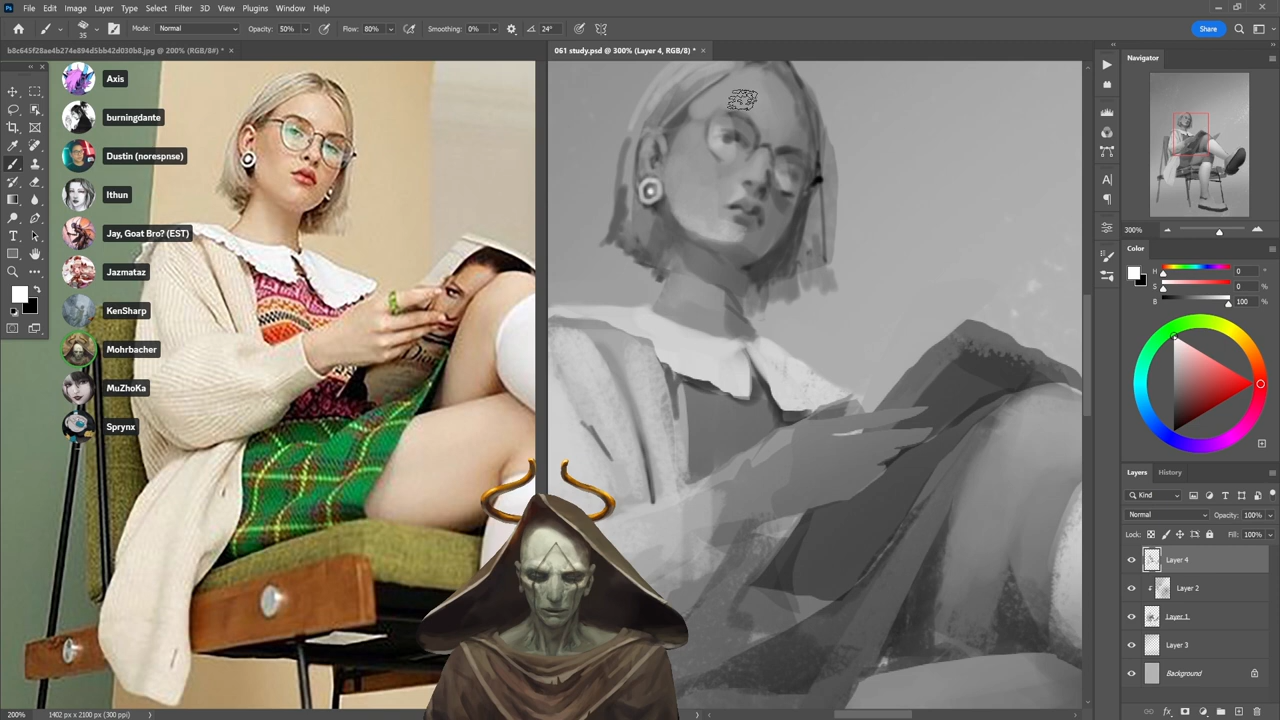 File Edit Image Layer Type Select Filter 3D View Plugins Window Help
35 Mode: Normal Opacity: 50% Flow: 80% Smoothing: 0% 24° Share
b8c645f28ae4b274e894d5bb42d030b8.jpg @ 200% (RGB/8#) *
061 study.psd @ 300% (Layer 4, RGB/8) *
Axis
burningdante
Dustin (norespnse)
Ithun
Jay, Goat Bro? (EST)
Jazmataz
KenSharp
Mohrbacher
MuZhoKa
Sprynx
Dior
200% 1402 px x 2100 px (300 ppi)
Navigator
300%
Color
H 0 °
S 0 %
B 100 %
Layers History
Kind
Normal Opacity: 100%
Lock: Fill: 100%
Layer 4
Layer 2
Layer 1
Layer 3
Background